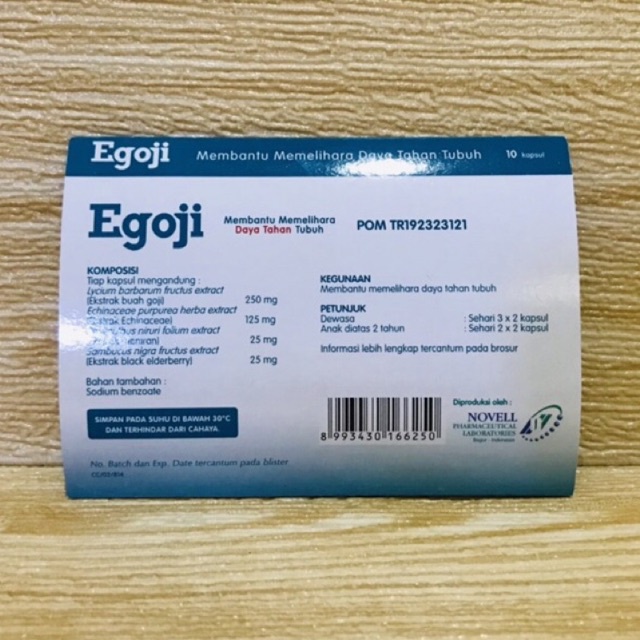 Egoji Membantu Memelihara Daya Tahan Tubuh 10 kapsul
Egoji
Membantu Memelihara
Daya Tahan Tubuh
POM TR192323121
KOMPOSISI
Tiap kapsul mengandung :
Lycium barbarum fructus extract
(Ekstrak buah goji) 250 mg
Echinaceae purpurea herba extract
Echinaceae) 125 mg
niruri folium extract
25 mg
Sambucus nigra fructus extract
(Ekstrak black elderberry) 25 mg
Bahan tambahan :
Sodium benzoate
SIMPAN PADA SUHU DI BAWAH 30°C
DAN TERHINDAR DARI CAHAYA.
No. Batch dan Exp. Date tercantum pada blister
KEGUNAAN
Membantu memelihara daya tahan tubuh
PETUNJUK
Dewasa : Sehari 3 x 2 kapsul
Anak diatas 2 tahun : Sehari 2 x 2 kapsul
Informasi lebih lengkap tercantum pada brosur
8 993430 166250
Diproduksi oleh :
NOVELL
PHARMACEUTICAL
LABORATORIES
Bogor - Indonesia